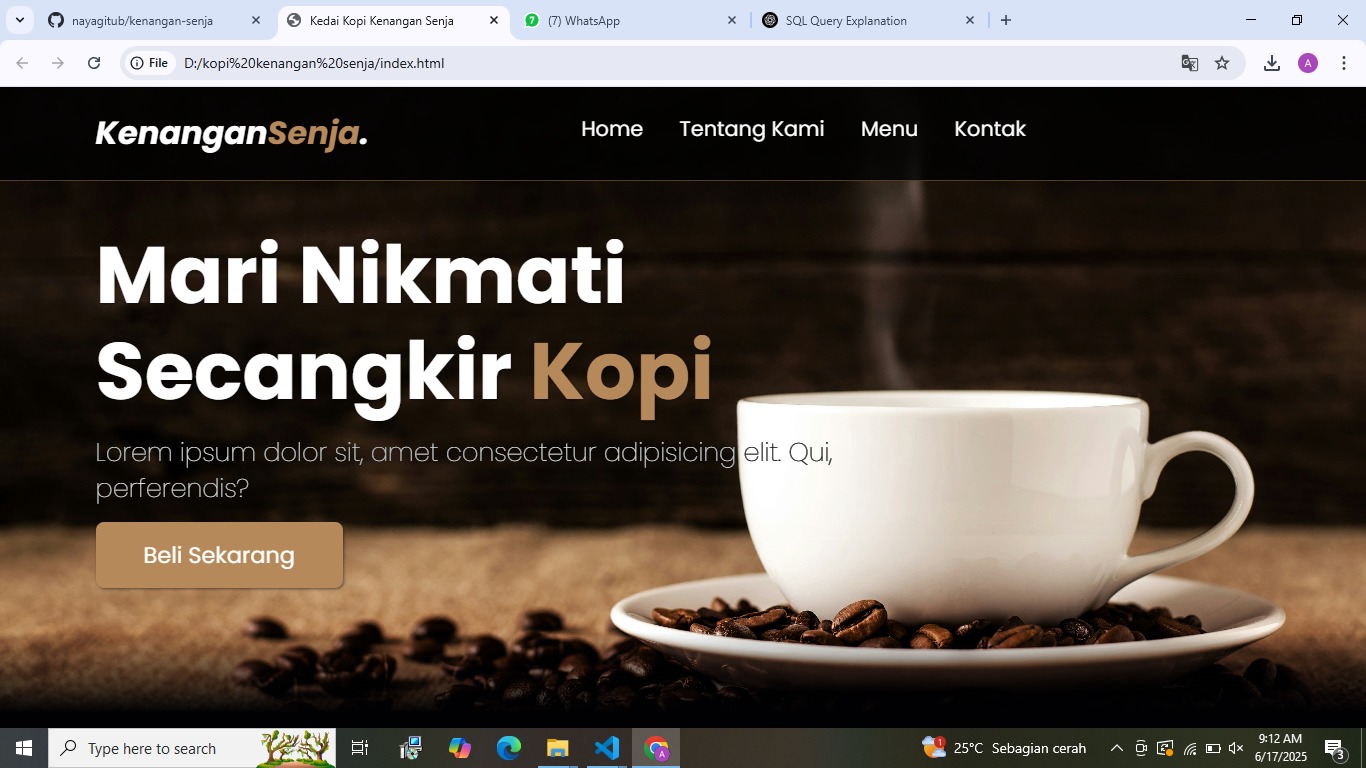 nayagitub/kenangan-senja
Kedai Kopi Kenangan Senja
(7) WhatsApp
SQL Query Explanation
File
D:/kopi%20kenangan%20senja/index.html
A
KenanganSenja.
Home
Tentang Kami
Menu
Kontak
Mari Nikmati
Secangkir Kopi
Lorem ipsum dolor sit, amet consectetur adipisicing elit. Qui,
perferendis?
Beli Sekarang
Type here to search
A
1
25°C Sebagian cerah
9:12 AM
6/17/2025
3